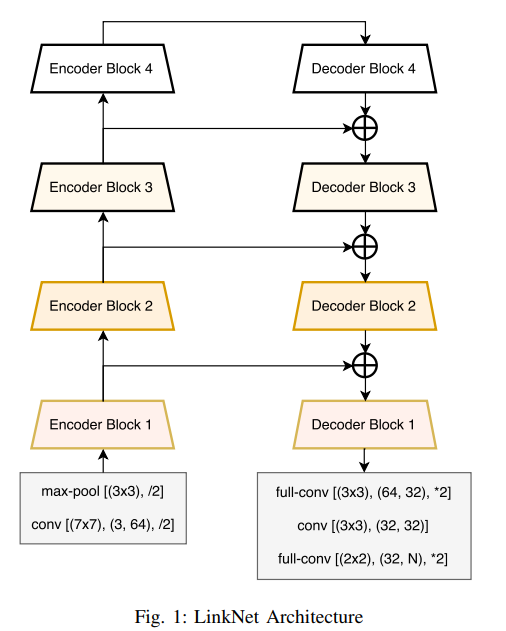 Encoder Block 4
Decoder Block 4
Encoder Block 3
Decoder Block 3
Encoder Block 2
Decoder Block 2
Encoder Block 1
Decoder Block 1
max-pool [(3x3), /2]
conv [(7x7), (3, 64), /2]
full-conv [(3x3), (64, 32), *2]
conv [(3x3), (32, 32)]
full-conv [(2x2), (32, N), *2]
Fig. 1: LinkNet Architecture